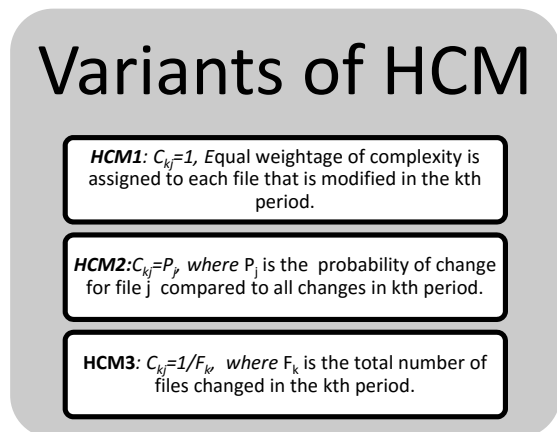 Variants of HCM
HCM1: Ckj=1, Equal weightage of complexity is
assigned to each file that is modified in the kth
period.
HCM2:Ckj=Pj, where Pj is the probability of change
for file j compared to all changes in kth period.
HCM3: Ckj=1/Fk, where Fk is the total number of
files changed in the kth period.